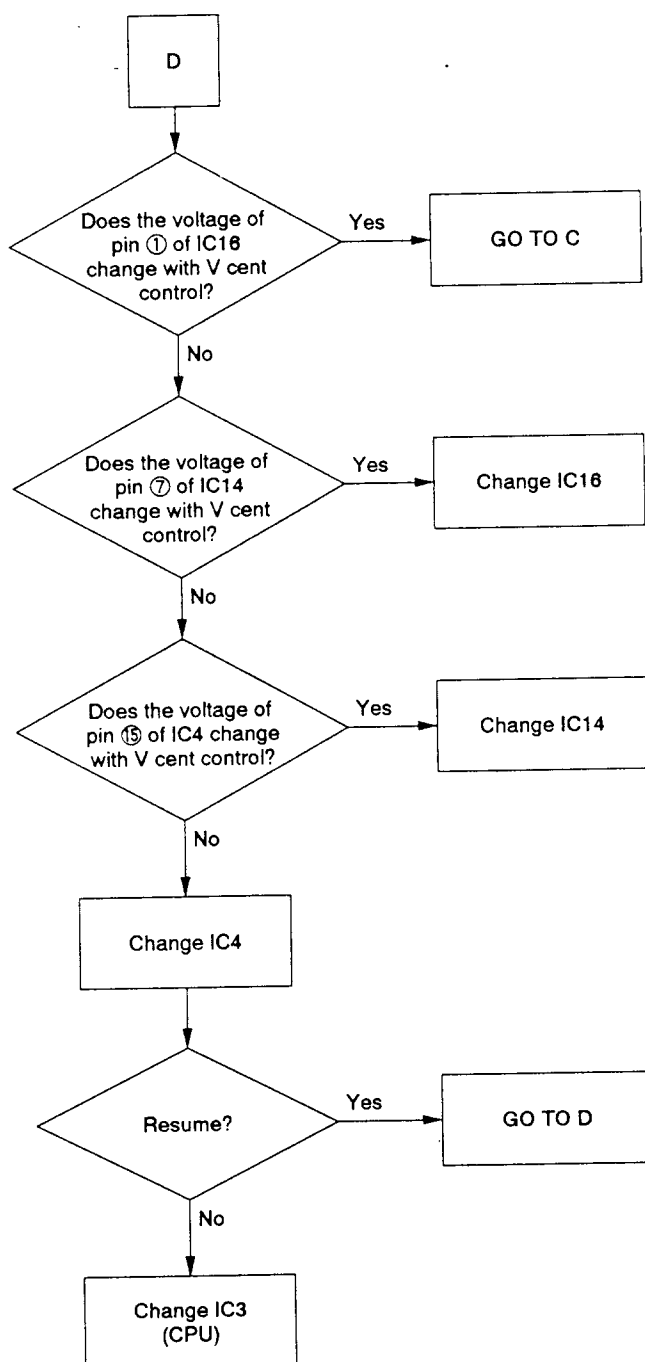 D
Does the voltage of
pin ① of IC16
change with V cent
control?
Yes
GO TO C
No
Does the voltage of
pin ⑦ of IC14
change with V cent
control?
Yes
Change IC16
No
Does the voltage of
pin ⑮ of IC4 change
with V cent control?
Yes
Change IC14
No
Change IC4
Resume?
Yes
GO TO D
No
Change IC3
(CPU)